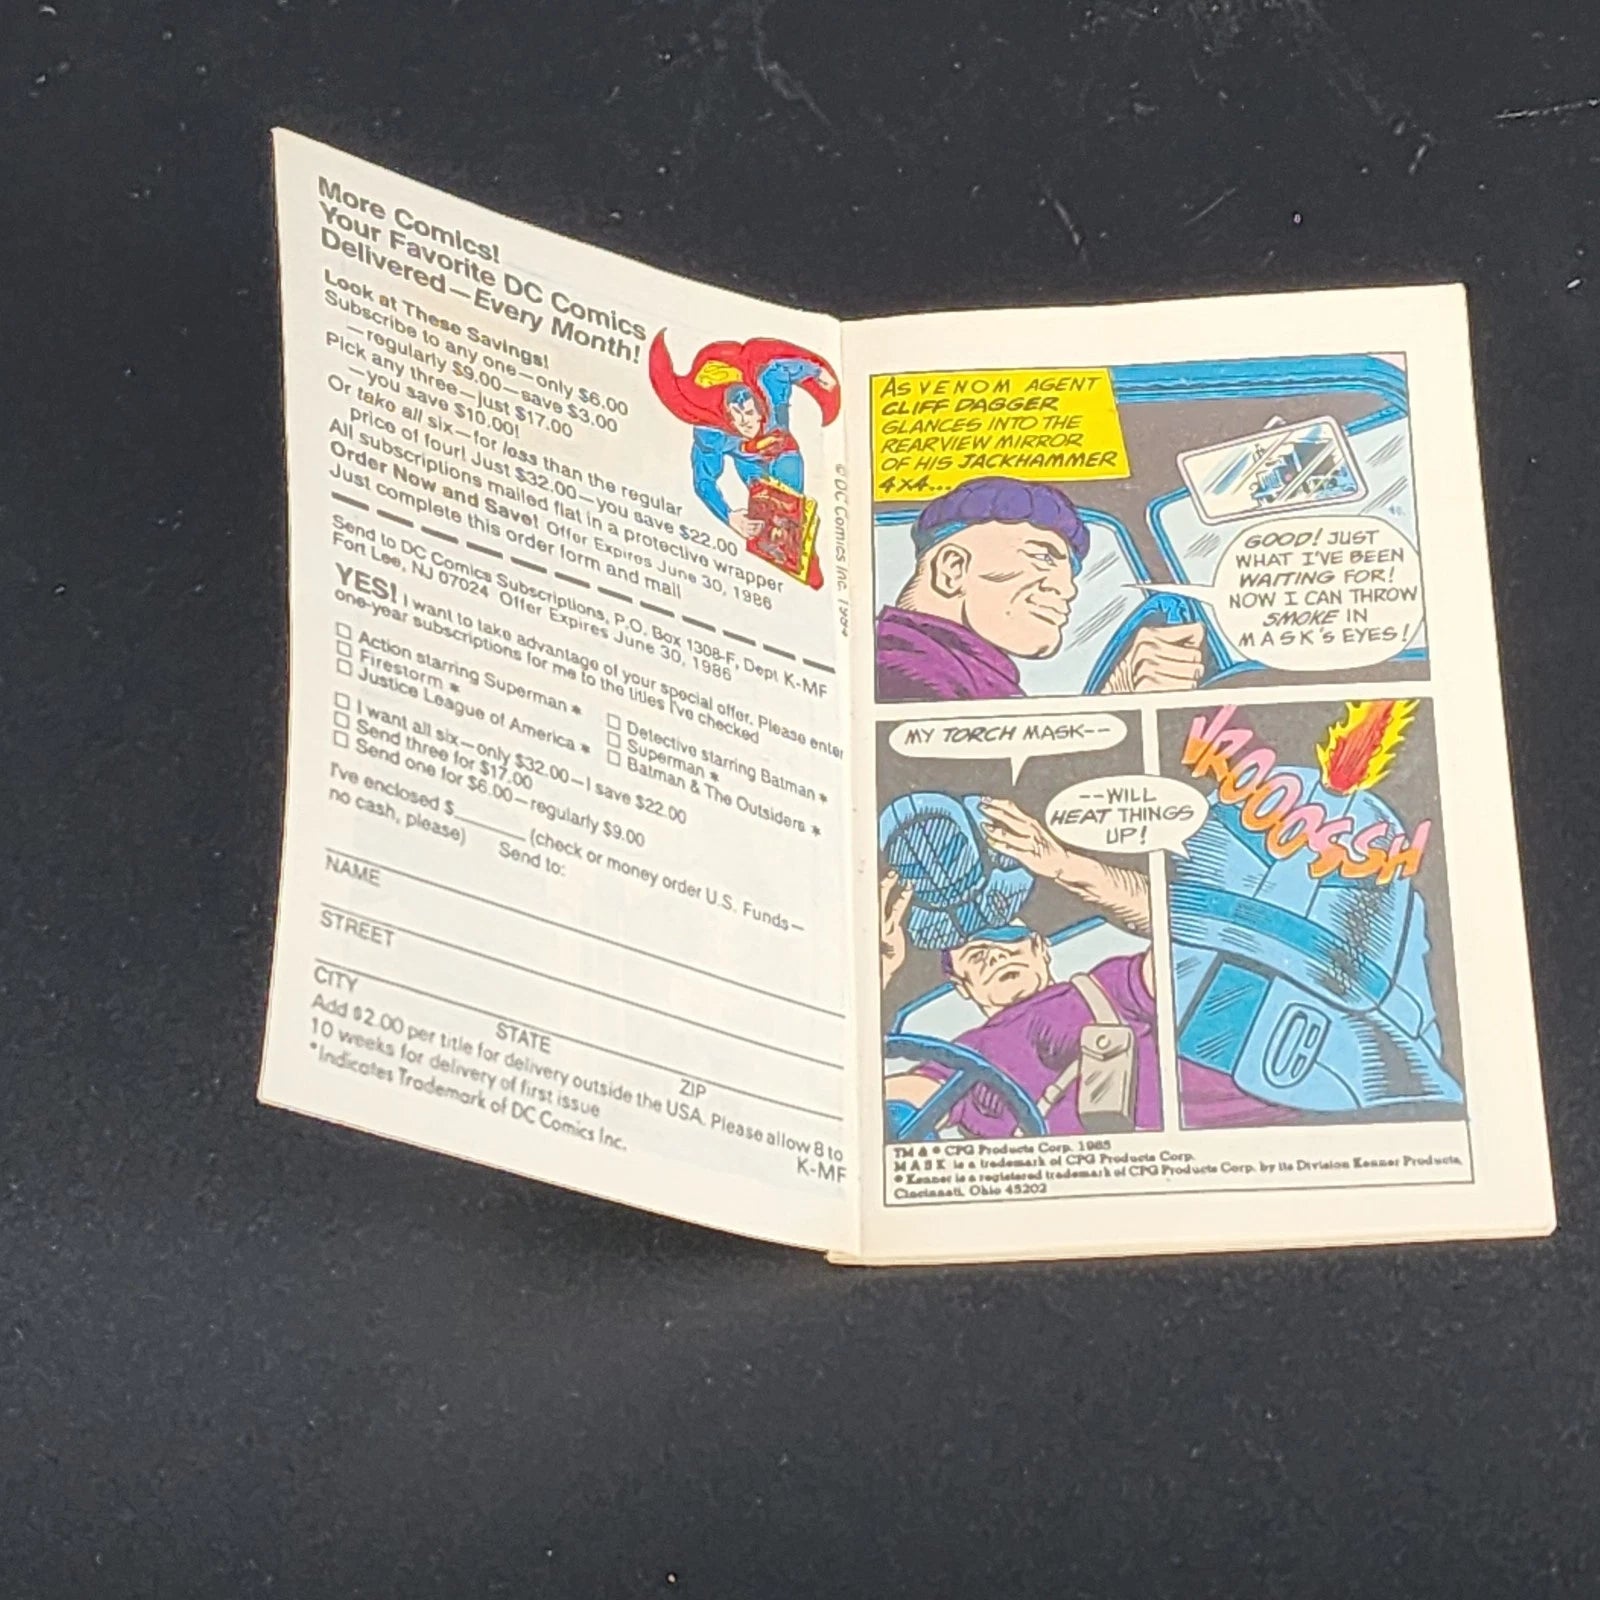 More Comics!
Your Favorite DC Comics
Delivered—Every Month!
Look at These Savings!
Subscribe to any one—only $6.00
—regularly $9.00—save $3.00
Pick any three—just $17.00
—you save $10.00!
Or take all six—for less than the regular
price of four! Just $32.00—you save $22.00
All subscriptions mailed flat in a protective wrapper
Order Now and Save! Offer Expires June 30, 1986
Just complete this order form and mail
© DC Comics Inc.
Send to DC Comics Subscriptions, P.O. Box 1308-F, Dept K-MF
Fort Lee, NJ 07024 Offer Expires June 30, 1986
YES! I want to take advantage of your special offer. Please enter
one-year subscriptions for me to the titles I've checked
Action starring Superman *
Firestorm *
Justice League of America *
Detective starring Batman *
Superman *
Batman & The Outsiders *
I want all six—only $32.00—I save $22.00
Send three for $17.00
Send one for $6.00—regularly $9.00
I've enclosed $______ (check or money order U.S. Funds—
no cash, please) Send to:
NAME
STREET
CITY STATE ZIP
Add $2.00 per title for delivery outside the USA. Please allow 8 to
10 weeks for delivery of first issue
*Indicates Trademark of DC Comics Inc.
K-MF
AS VENOM AGENT
CLIFF DAGGER
GLANCES INTO THE
REARVIEW MIRROR
OF HIS JACKHAMMER
4X4...
GOOD! JUST
WHAT I'VE BEEN
WAITING FOR!
NOW I CAN THROW
SMOKE IN
MASK'S EYES!
MY TORCH MASK--
--WILL
HEAT THINGS
UP!
VROOOSSH
TM & © CPG Products Corp. 1985
M A S K is a trademark of CPG Products Corp.
® Kenner is a registered trademark of CPG Products Corp. by its Division Kenner Products,
Cincinnati, Ohio 45202